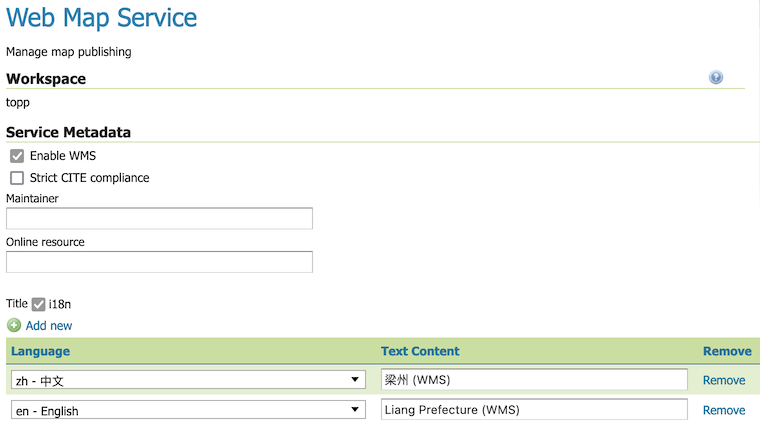 Web Map Service
Manage map publishing
Workspace
topp
Service Metadata
Enable WMS
Strict CITE compliance
Maintainer
Online resource
Title i18n
Add new
Language Text Content Remove
zh - 中文 梁州 (WMS) Remove
en - English Liang Prefecture (WMS) Remove